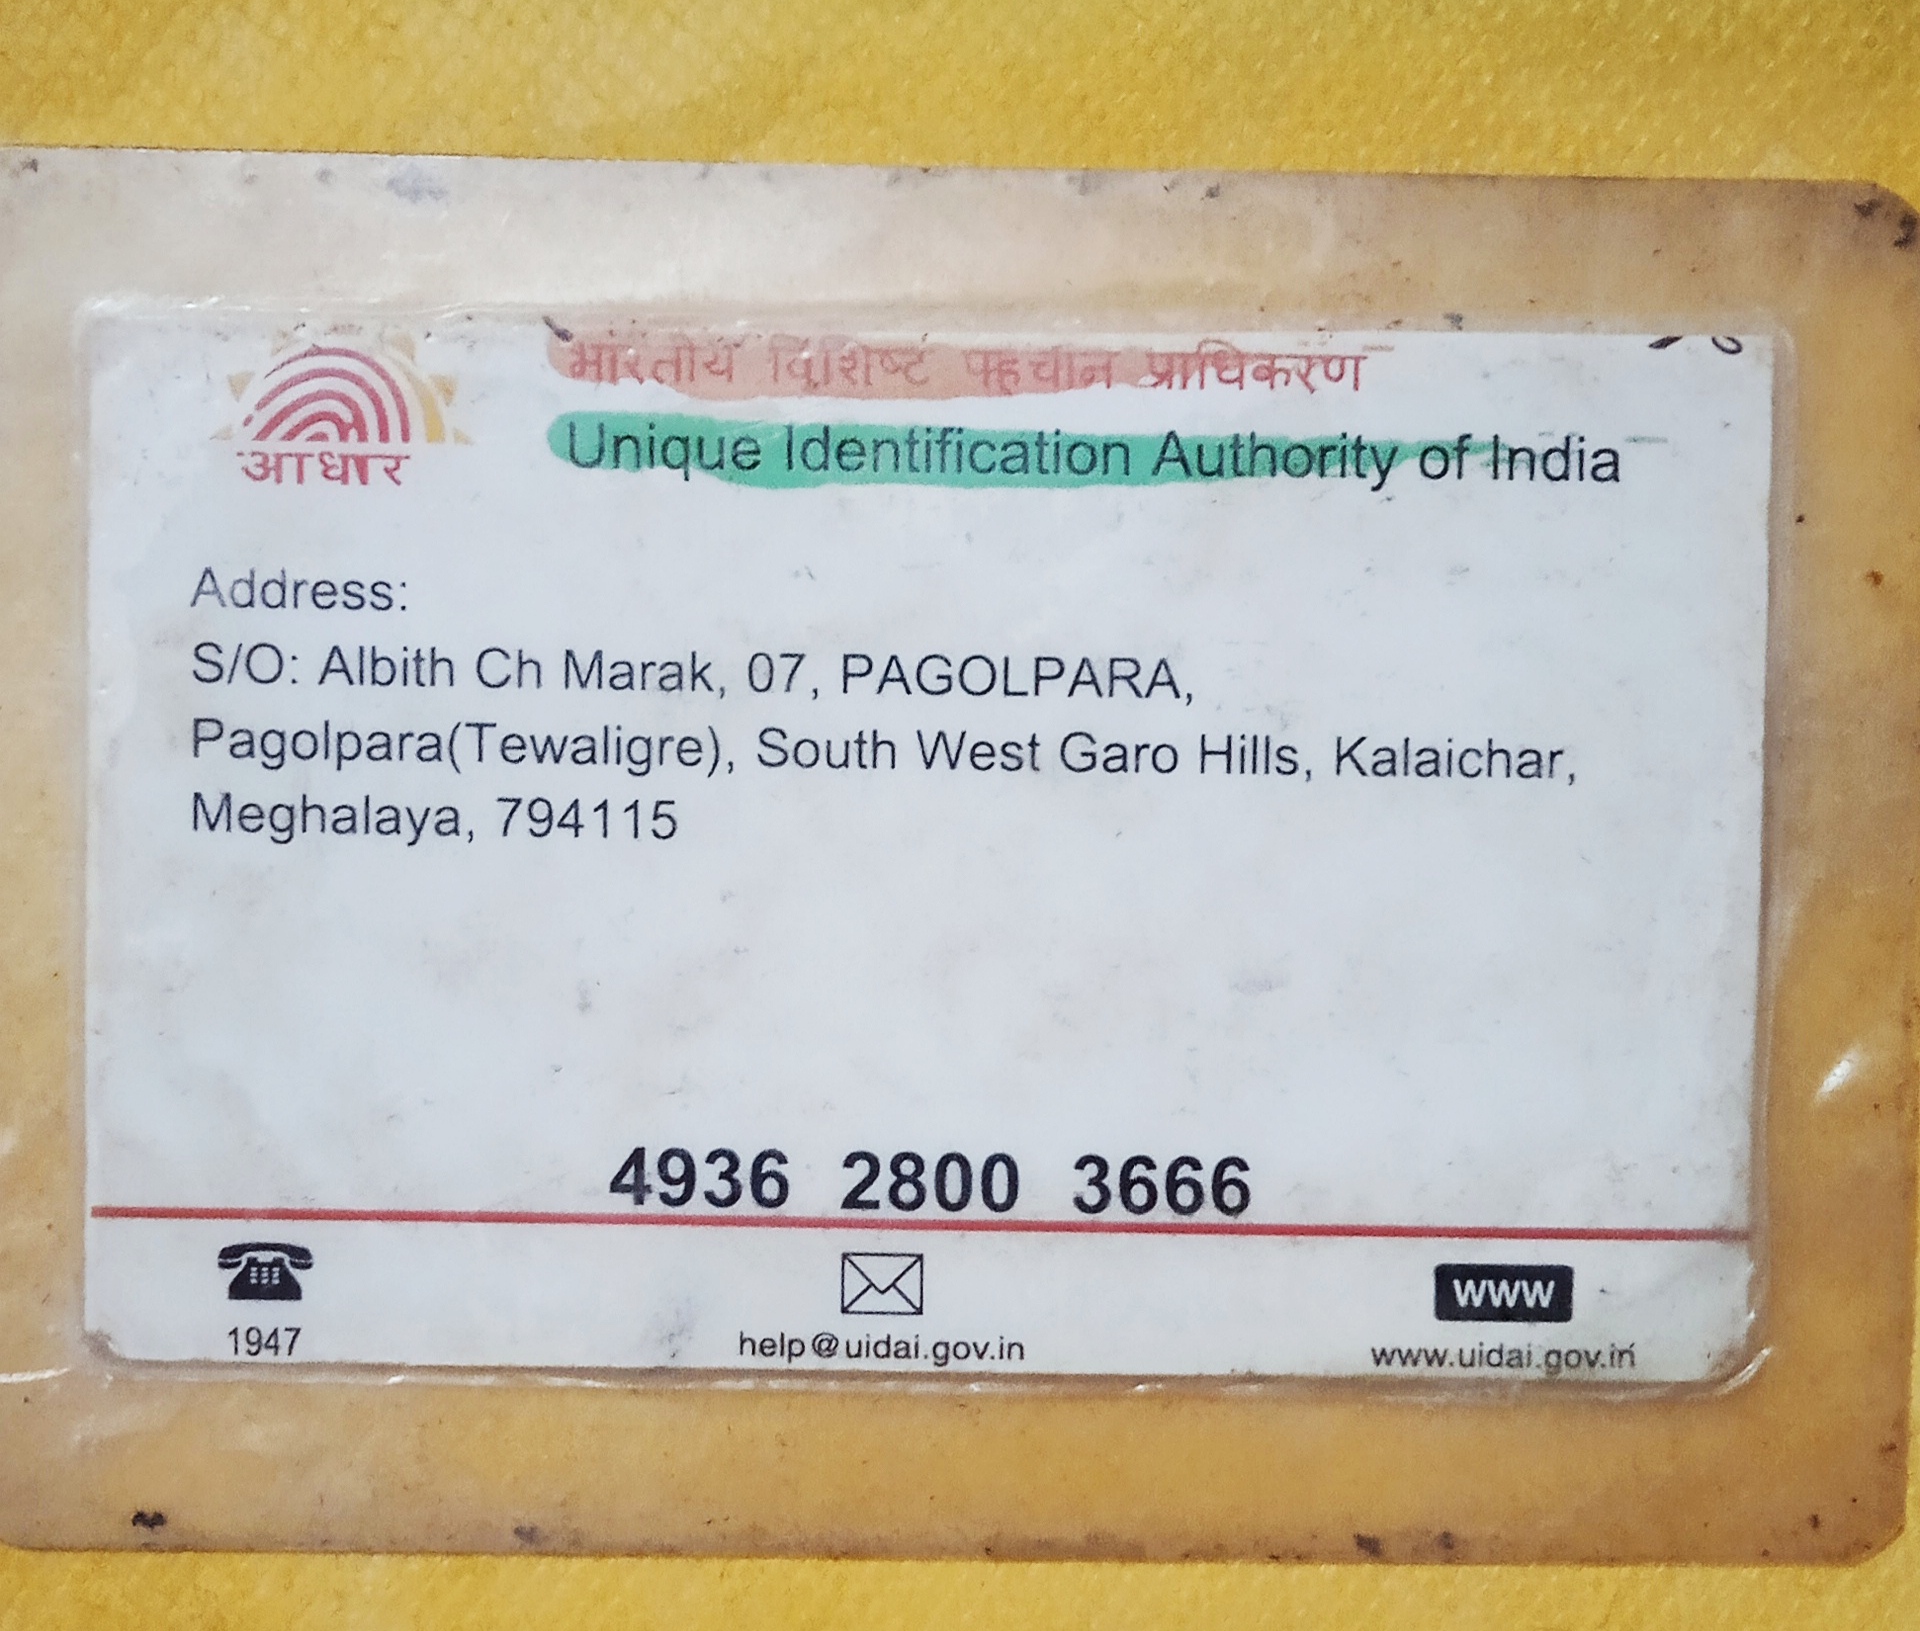 भारतीय विशिष्ट पहचान प्राधिकरण
Unique Identification Authority of India
आधार
Address:
S/O: Albith Ch Marak, 07, PAGOLPARA,
Pagolpara(Tewaligre), South West Garo Hills, Kalaichar,
Meghalaya, 794115
4936 2800 3666
1947
help@uidai.gov.in
WWW
www.uidai.gov.in